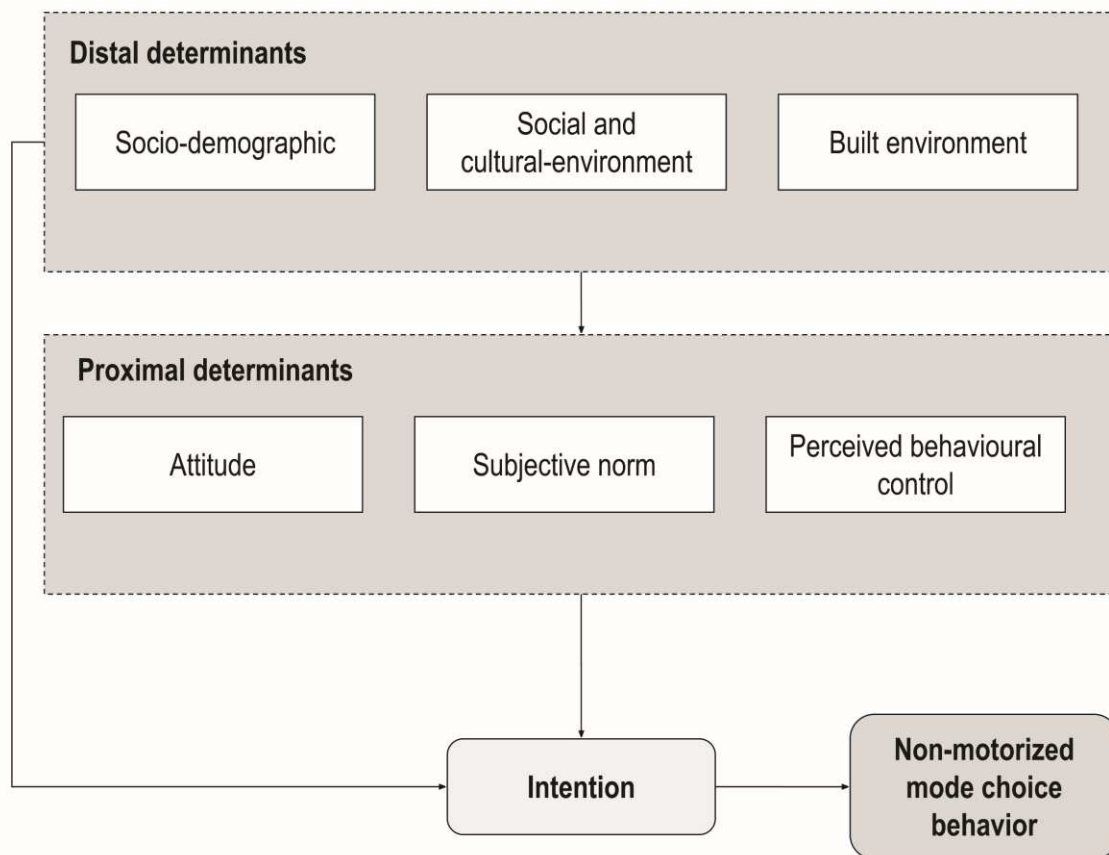 Distal determinants
Socio-demographic
Social and
cultural-environment
Built environment
Proximal determinants
Attitude
Subjective norm
Perceived behavioural
control
Intention
Non-motorized
mode choice
behavior